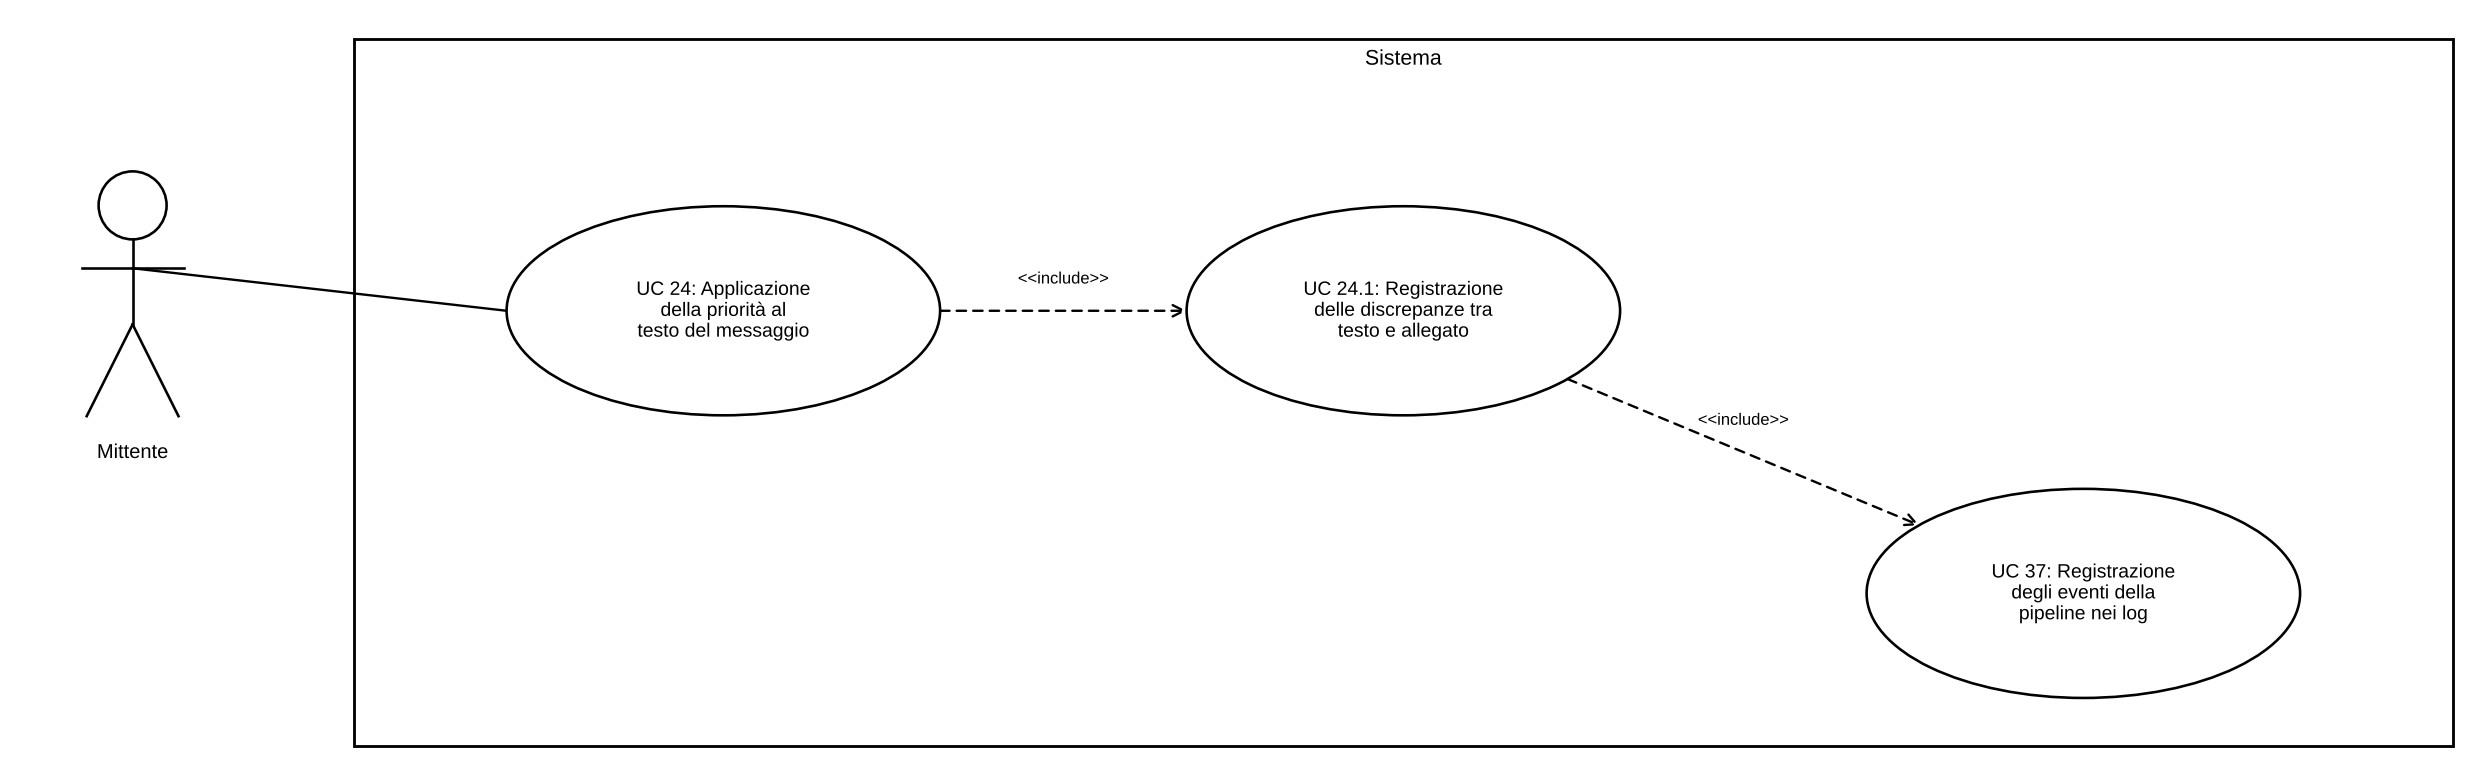 Sistema
Mittente
UC 24: Applicazione
della priorità al
testo del messaggio
<<include>>
UC 24.1: Registrazione
delle discrepanze tra
testo e allegato
<<include>>
UC 37: Registrazione
degli eventi della
pipeline nei log